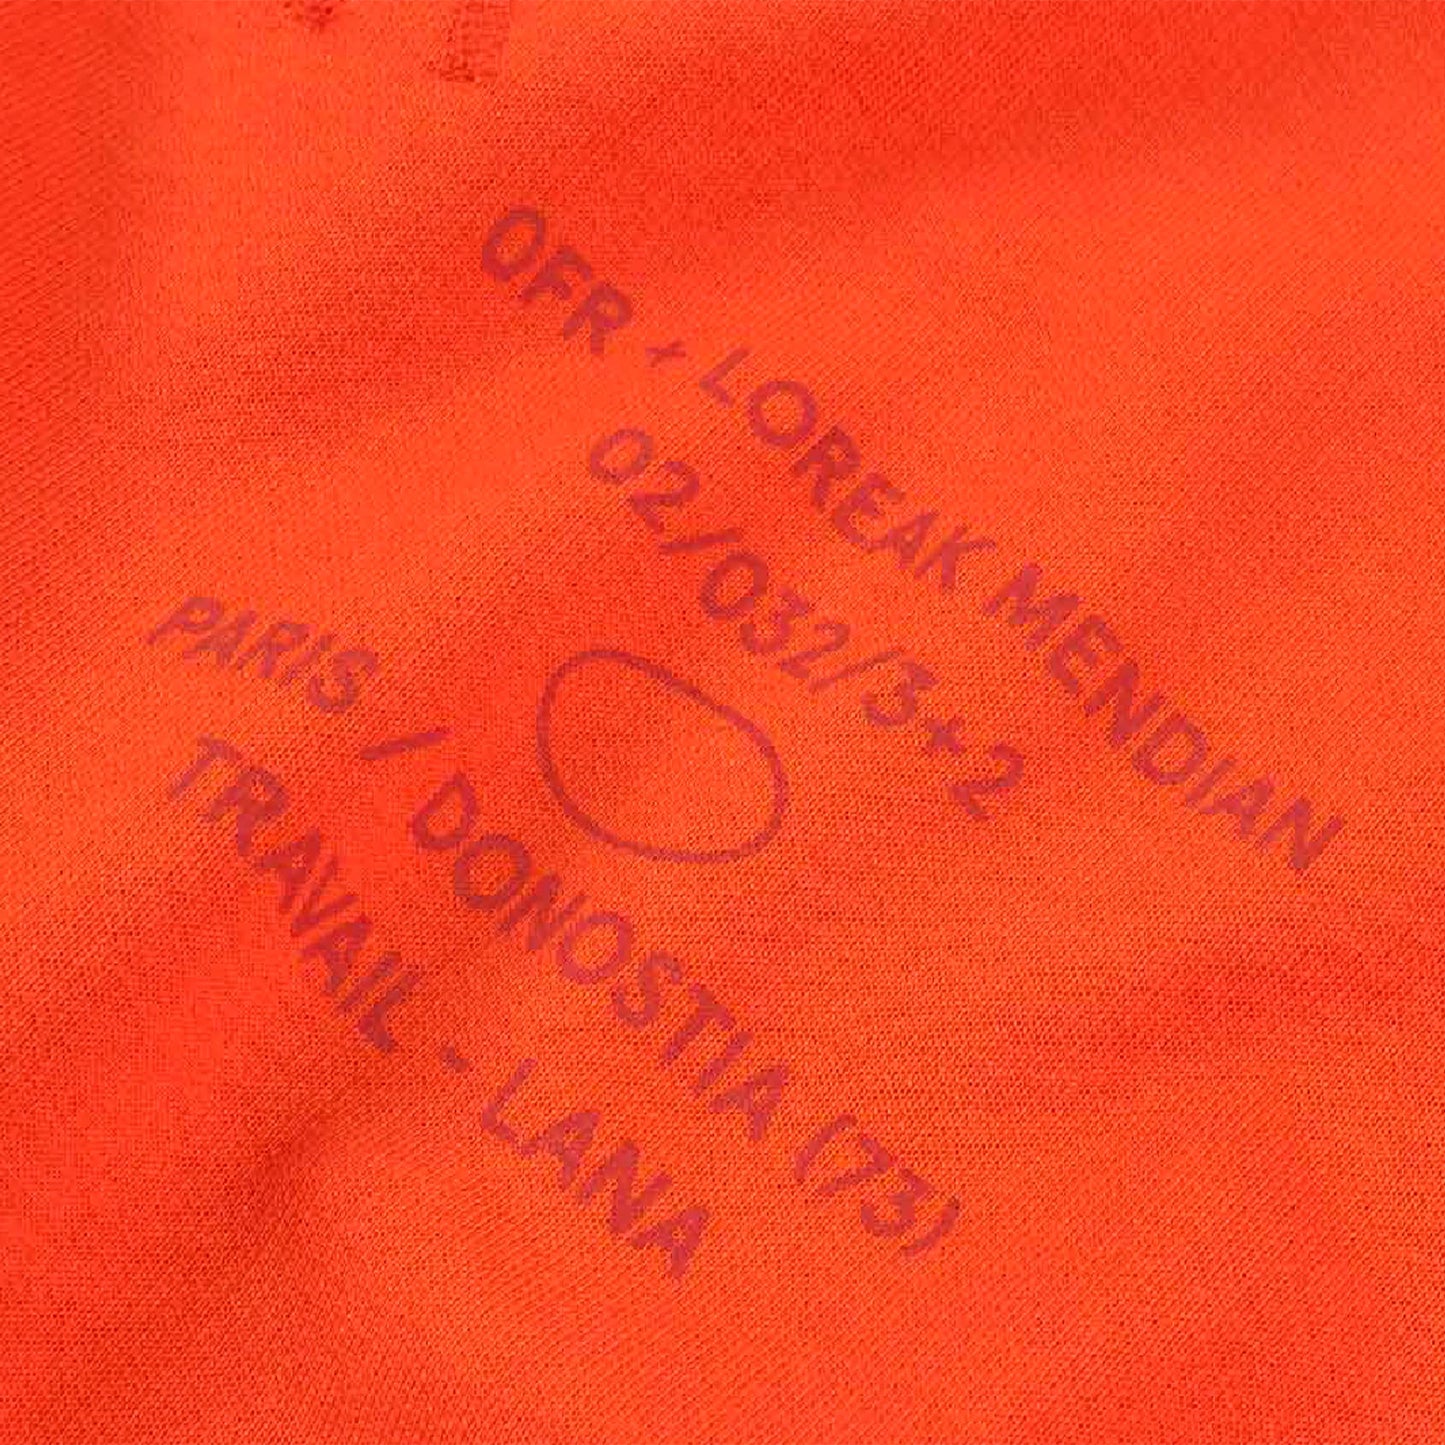 OFR + LOREAK MENDIAN
02/032/3+2
PARIS / DONOSTIA (73)
TRAVAIL - LANA